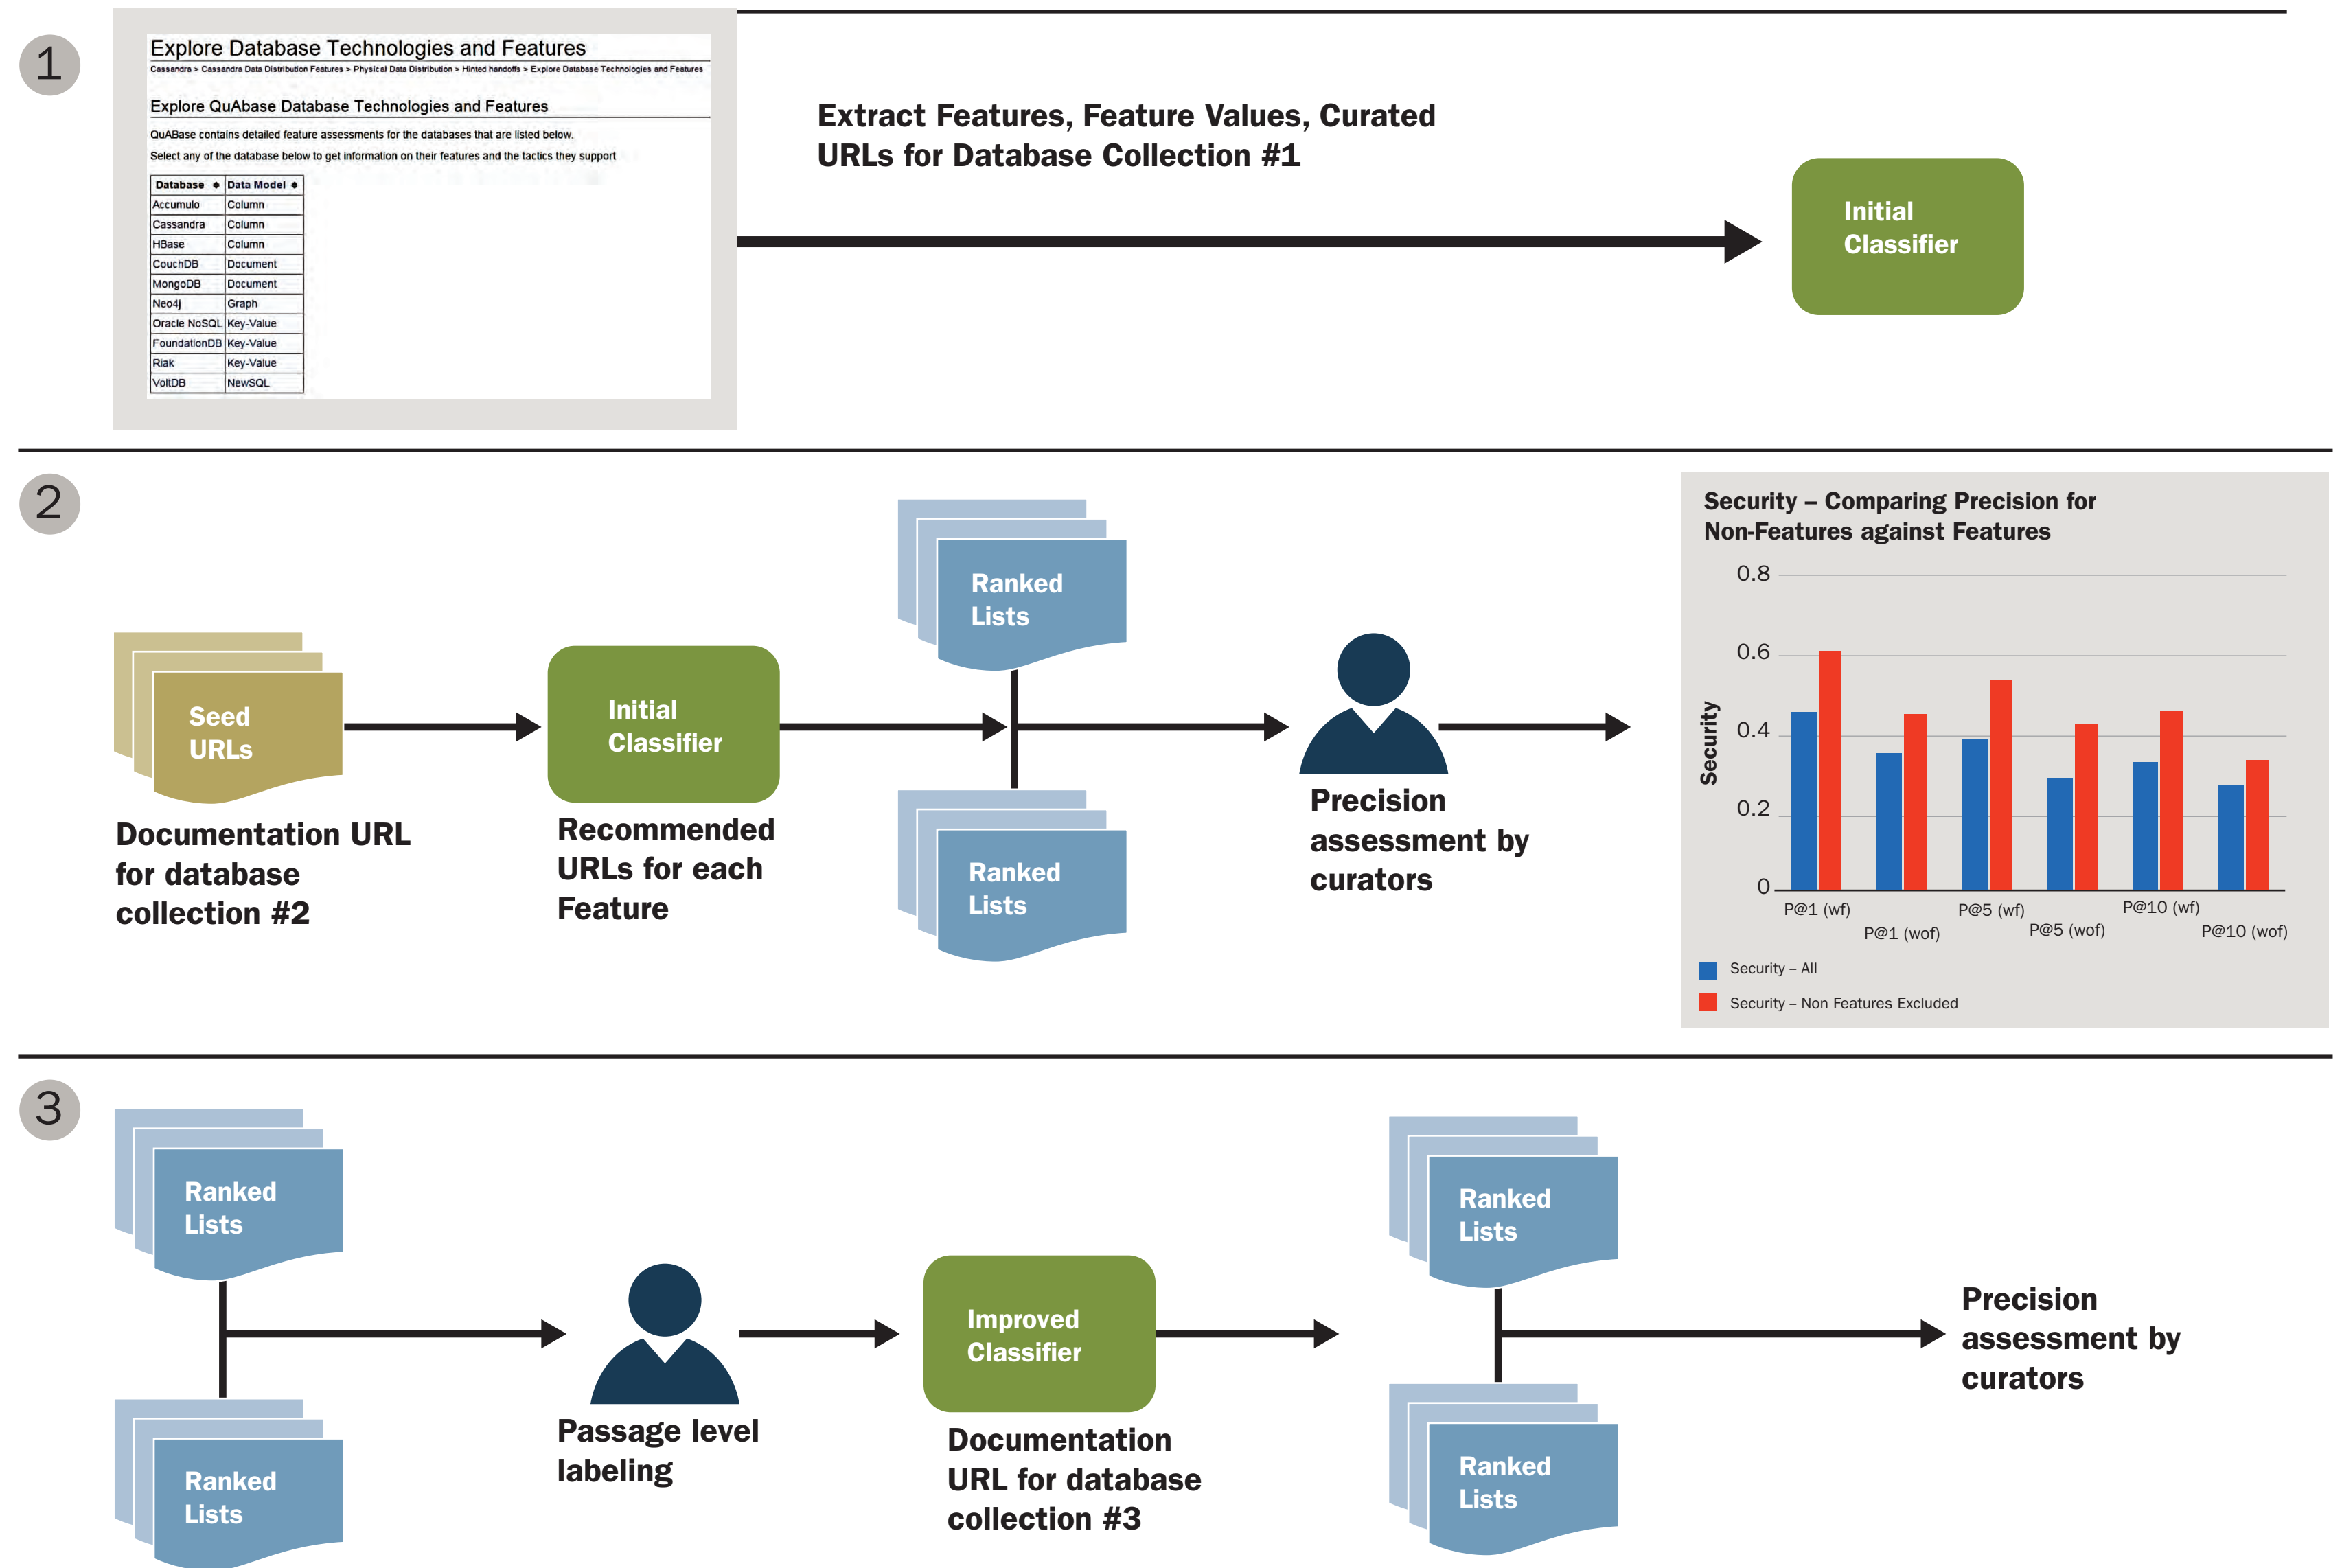 1
Explore Database Technologies and Features
Cassandra > Cassandra Data Distribution Features > Physical Data Distribution > Hinted handoffs > Explore Database Technologies and Features
Explore QuAbase Database Technologies and Features
QuABase contains detailed feature assessments for the databases that are listed below.
Select any of the database below to get information on their features and the tactics they support
Database Data Model
Accumulo Column
Cassandra Column
HBase Column
CouchDB Document
MongoDB Document
Neo4j Graph
Oracle NoSQL Key-Value
FoundationDB Key-Value
Riak Key-Value
VoltDB NewSQL
Extract Features, Feature Values, Curated
URLs for Database Collection #1
Initial
Classifier
2
Seed
URLs
Documentation URL
for database
collection #2
Initial
Classifier
Recommended
URLs for each
Feature
Ranked
Lists
Ranked
Lists
Precision
assessment by
curators
Security – Comparing Precision for
Non-Features against Features
0.8
0.6
0.4
0.2
0
Security
P@1 (wf)
P@1 (wof)
P@5 (wf)
P@5 (wof)
P@10 (wf)
P@10 (wof)
Security – All
Security – Non Features Excluded
3
Ranked
Lists
Ranked
Lists
Passage level
labeling
Improved
Classifier
Documentation
URL for database
collection #3
Ranked
Lists
Ranked
Lists
Precision
assessment by
curators